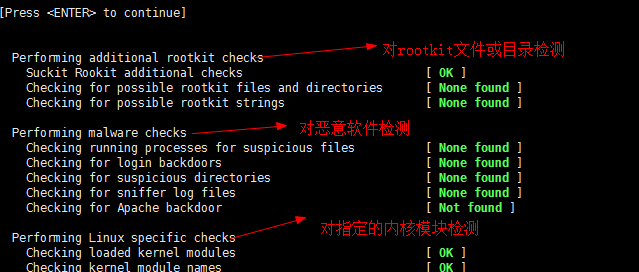 [Press <ENTER> to continue]
Performing additional rootkit checks 对rootkit文件或目录检测
Suckit Rookit additional checks [ OK ]
Checking for possible rootkit files and directories [ None found ]
Checking for possible rootkit strings [ None found ]
Performing malware checks 对恶意软件检测
Checking running processes for suspicious files [ None found ]
Checking for login backdoors [ None found ]
Checking for suspicious directories [ None found ]
Checking for sniffer log files [ None found ]
Checking for Apache backdoor [ Not found ]
对指定的内核模块检测
Performing Linux specific checks
Checking loaded kernel modules [ OK ]
Checking kernel module names [ OK ]